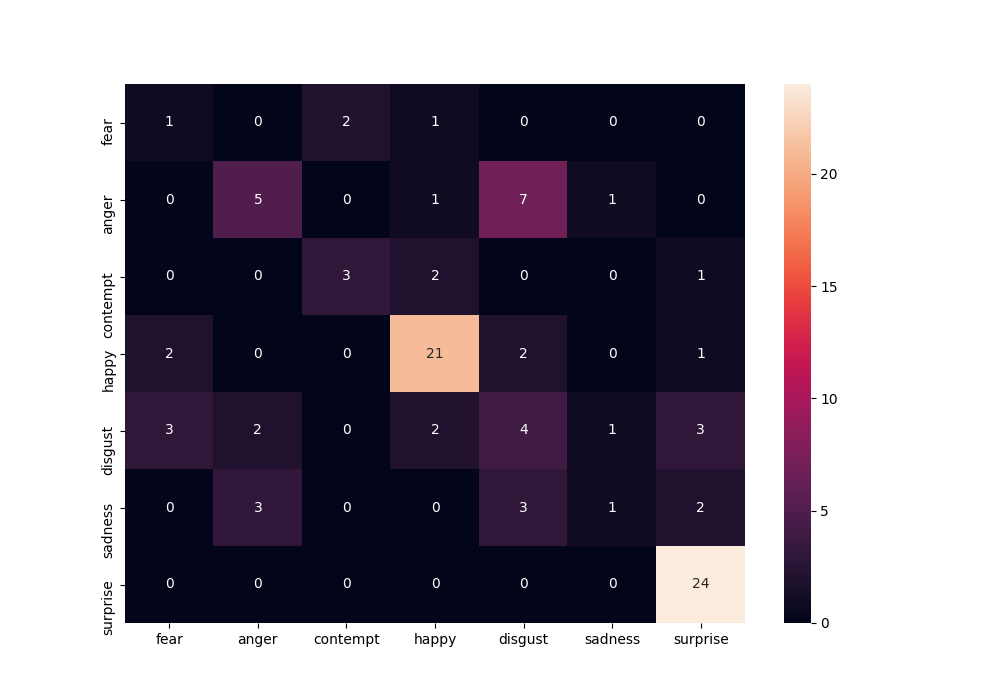 fear 1 0 2 1 0 0 0
anger 0 5 0 1 7 1 0
contempt 0 0 3 2 0 0 1
happy 2 0 0 21 2 0 1
disgust 3 2 0 2 4 1 3
sadness 0 3 0 0 3 1 2
surprise 0 0 0 0 0 0 24
fear anger contempt happy disgust sadness surprise
20
15
10
5
0